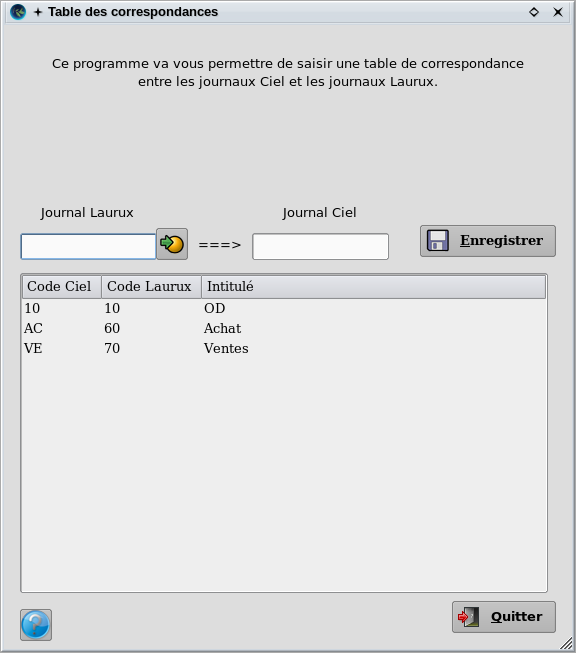 Table des correspondances
Ce programme va vous permettre de saisir une table de correspondance
entre les journaux Ciel et les journaux Laurux.
Journal Laurux Journal Ciel
===> Enregistrer
Code Ciel Code Laurux Intitulé
10 10 OD
AC 60 Achat
VE 70 Ventes
? Quitter